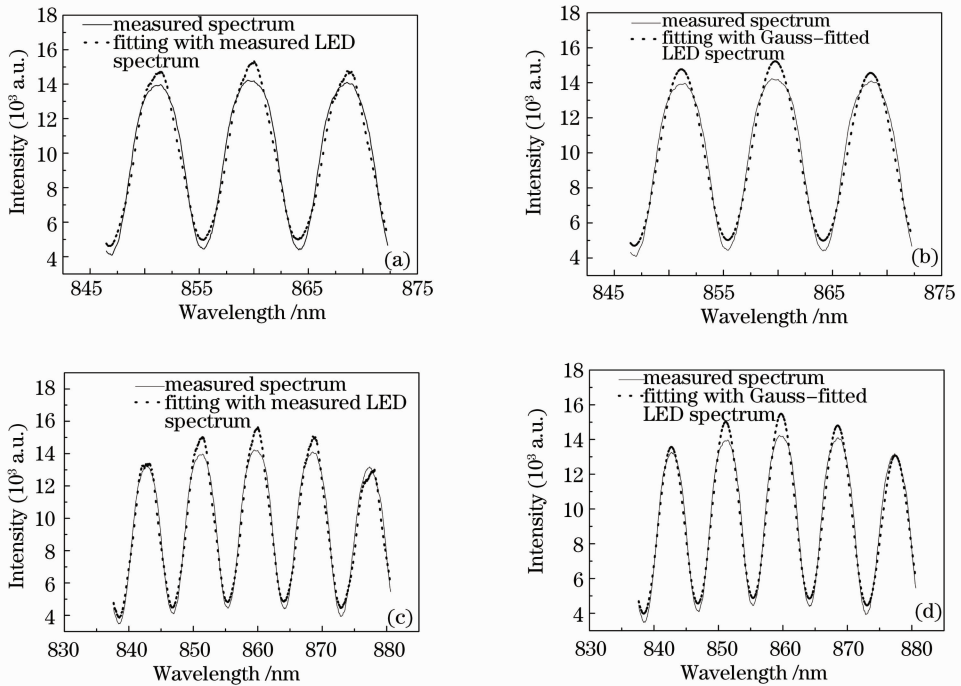 18
16
14
12
10
8
6
4
Intensity (10³ a.u.)
measured spectrum
fitting with measured LED
spectrum
(a)
845
855
865
875
Wavelength /nm
18
16
14
12
10
8
6
4
Intensity (10³ a.u.)
measured spectrum
fitting with Gauss-fitted
LED spectrum
(b)
845
855
865
875
Wavelength /nm
18
16
14
12
10
8
6
4
Intensity (10³ a.u.)
measured spectrum
fitting with measured LED
spectrum
(c)
830
840
850
860
870
880
Wavelength /nm
18
16
14
12
10
8
6
4
Intensity (10³ a.u.)
measured spectrum
fitting with Gauss-fitted
LED spectrum
(d)
830
840
850
860
870
880
Wavelength /nm